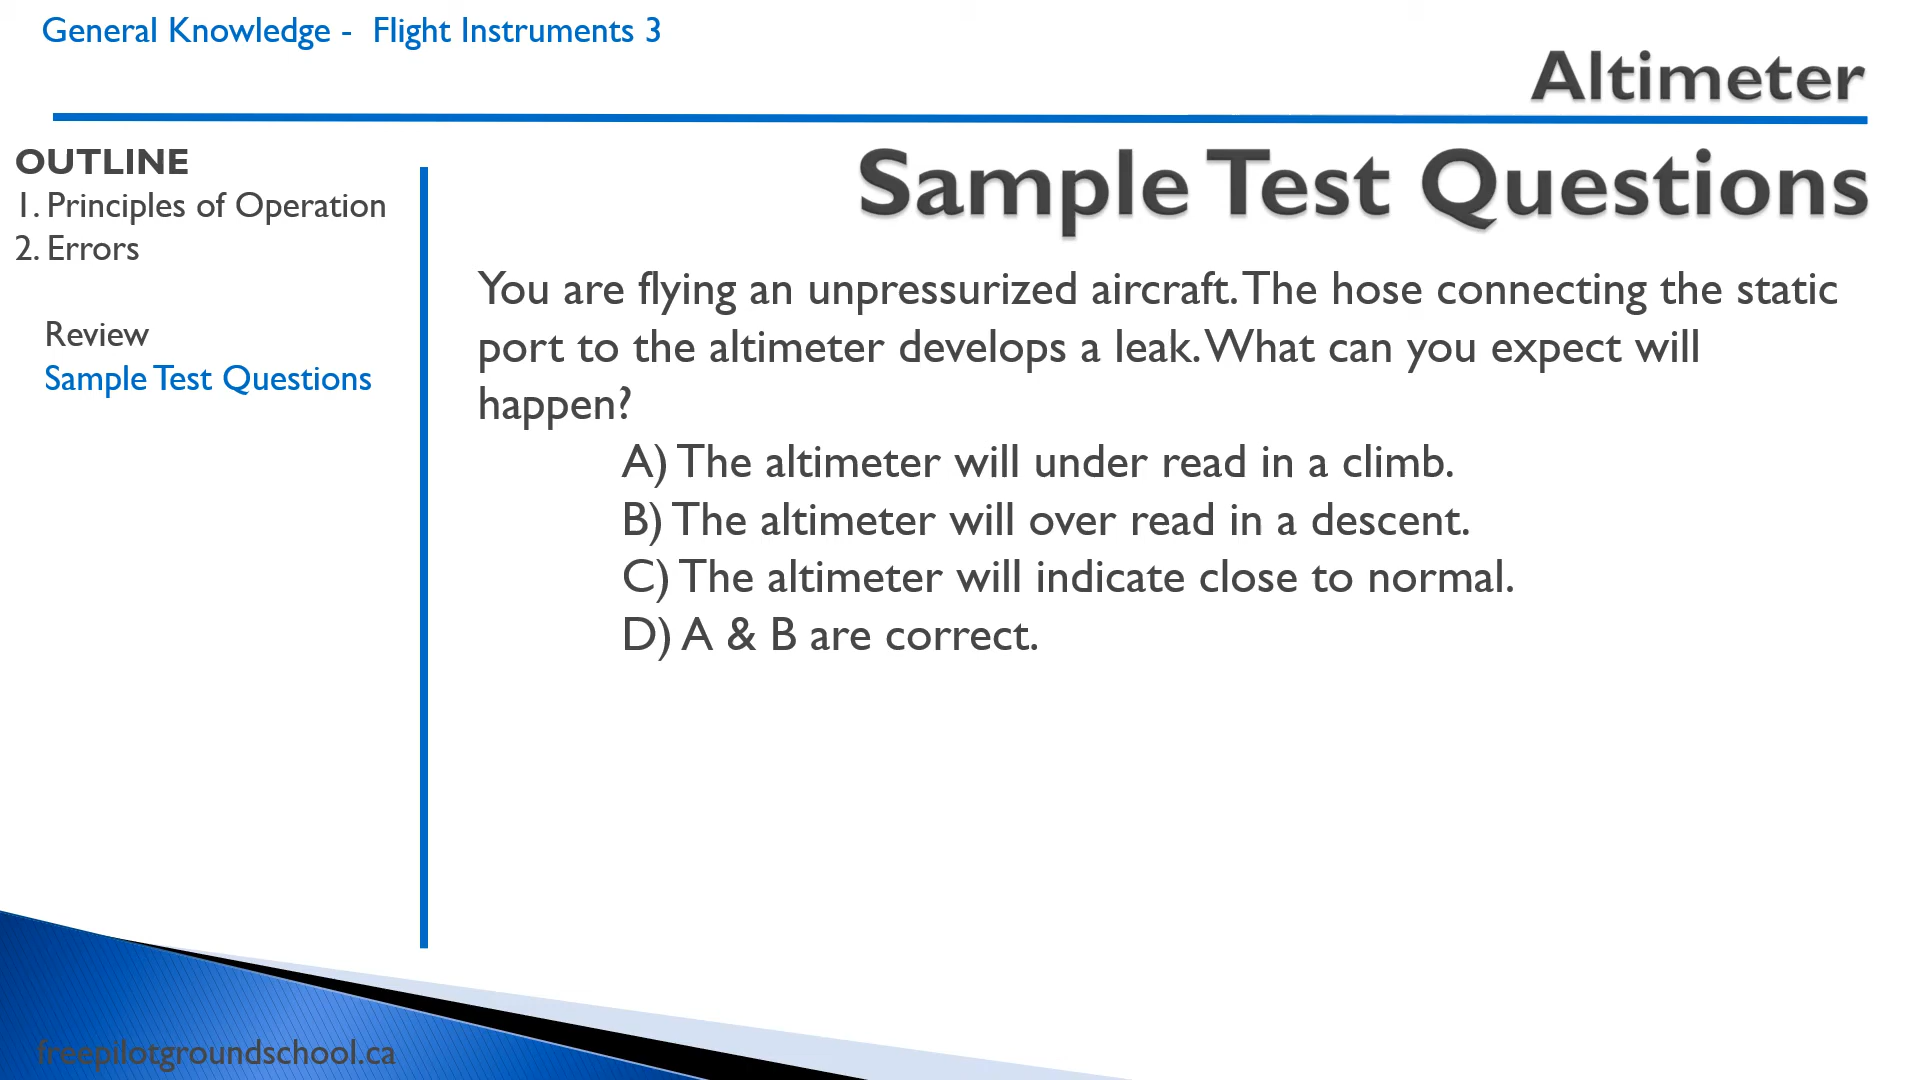 General Knowledge - Flight Instruments 3
Altimeter
OUTLINE
1. Principles of Operation
2. Errors
Review
Sample Test Questions
Sample Test Questions
You are flying an unpressurized aircraft. The hose connecting the static
port to the altimeter develops a leak. What can you expect will
happen?
A) The altimeter will under read in a climb.
B) The altimeter will over read in a descent.
C) The altimeter will indicate close to normal.
D) A & B are correct.
freepilotgroundschool.ca